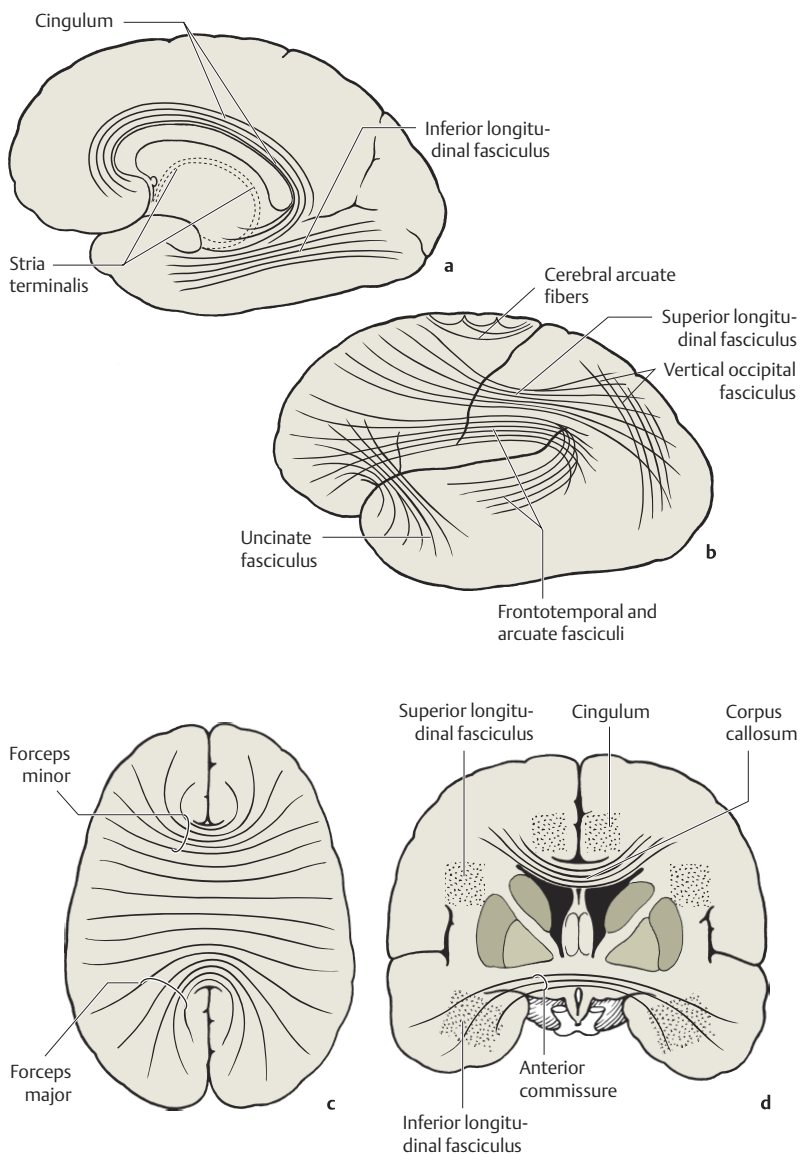 Cingulum
Inferior longitu-
dinal fasciculus
Stria
terminalis
a
Cerebral arcuate
fibers
Superior longitu-
dinal fasciculus
Vertical occipital
fasciculus
Uncinate
fasciculus
b
Frontotemporal and
arcuate fasciculi
Forceps
minor
Forceps
major
c
Superior longitu-
dinal fasciculus
Cingulum
Corpus
callosum
Anterior
commissure
d
Inferior longitu-
dinal fasciculus